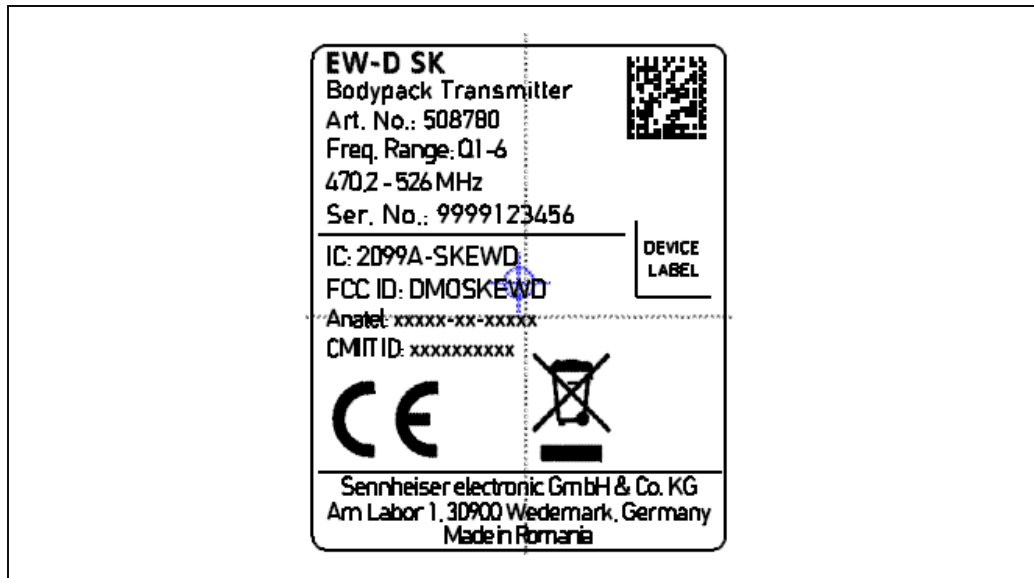 EW-D SK
Bodypack Transmitter
Art. No.: 508780
Freq. Range: Q1-6
470.2 - 526 MHz
Ser. No.: 9999123456
DEVICE
LABEL
IC: 2099A-SKEWD
FCC ID: DMOSKEWD
Anatel: xxxxx-xx-xxxxx
CMIIT ID: xxxxxxxxxx
CE
Sennheiser electronic GmbH & Co. KG
Am Labor 1, 30900 Wedemark, Germany
Made in Romania